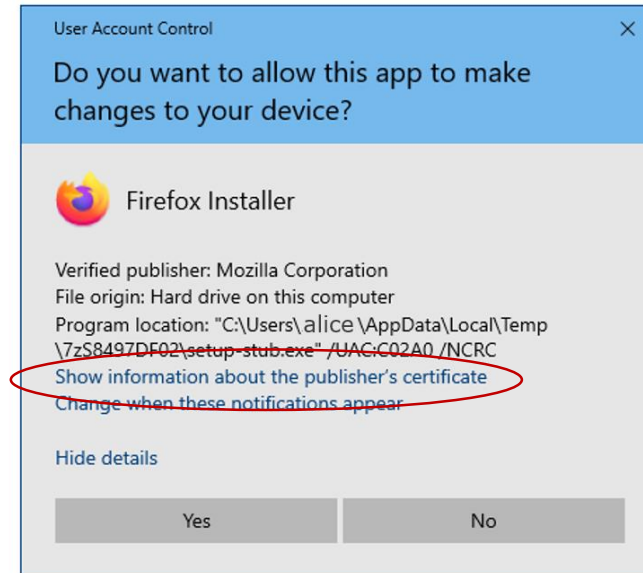 User Account Control
Do you want to allow this app to make
changes to your device?
Firefox Installer
Verified publisher: Mozilla Corporation
File origin: Hard drive on this computer
Program location: "C:\Users\alice\AppData\Local\Temp
\7zS8497DF02\setup-stub.exe" /UAC:C02A0 /NCRC
Show information about the publisher's certificate
Change when these notifications appear
Hide details
Yes
No